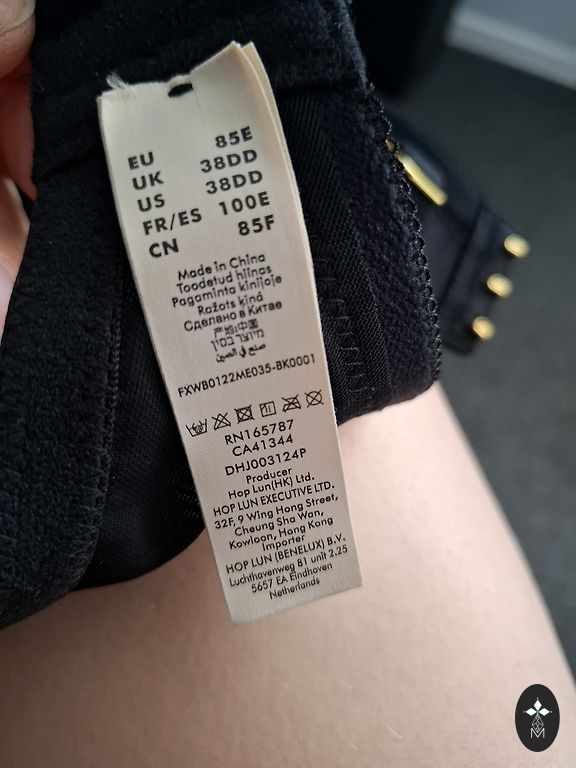 EU 85E
UK 38DD
US 38DD
FR/ES 100E
CN 85F
Made in China
Toodetud hiinas
Pagaminta kinijoje
Ražots ķīnā
Сделано в Китае
产地:中国
מיוצר בסין
صنع في الصين
FXWB0122ME035-BK0001
RN165787
CA41344
DHJ003124P
Producer
Hop Lun(HK) Ltd.
HOP LUN EXECUTIVE LTD.
32F, 9 Wing Hong Street,
Cheung Sha Wan,
Kowloon, Hong Kong
Importer
HOP LUN (BENELUX) B.V.
Luchthavenweg 81 unit 2.25
5657 EA Eindhoven
Netherlands
M